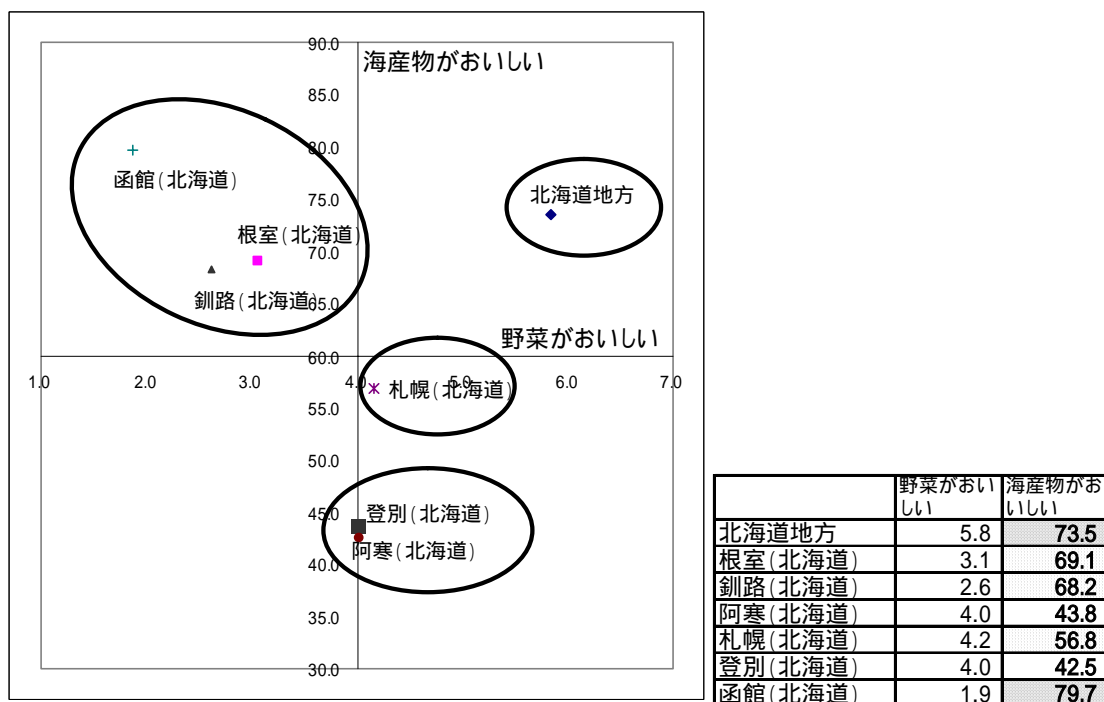 90.0
海産物がおいしい
85.0
80.0
函館(北海道)
75.0
北海道地方
根室(北海道)
70.0
釧路(北海道)
65.0
野菜がおいしい
60.0
1.0 2.0 3.0 4.0 5.0 6.0 7.0
札幌(北海道)
55.0
50.0
45.0
登別(北海道)
阿寒(北海道)
40.0
35.0
30.0
野菜がおい 海産物がお
しい いしい
北海道地方 5.8 73.5
根室(北海道) 3.1 69.1
釧路(北海道) 2.6 68.2
阿寒(北海道) 4.0 43.8
札幌(北海道) 4.2 56.8
登別(北海道) 4.0 42.5
函館(北海道) 1.9 79.7